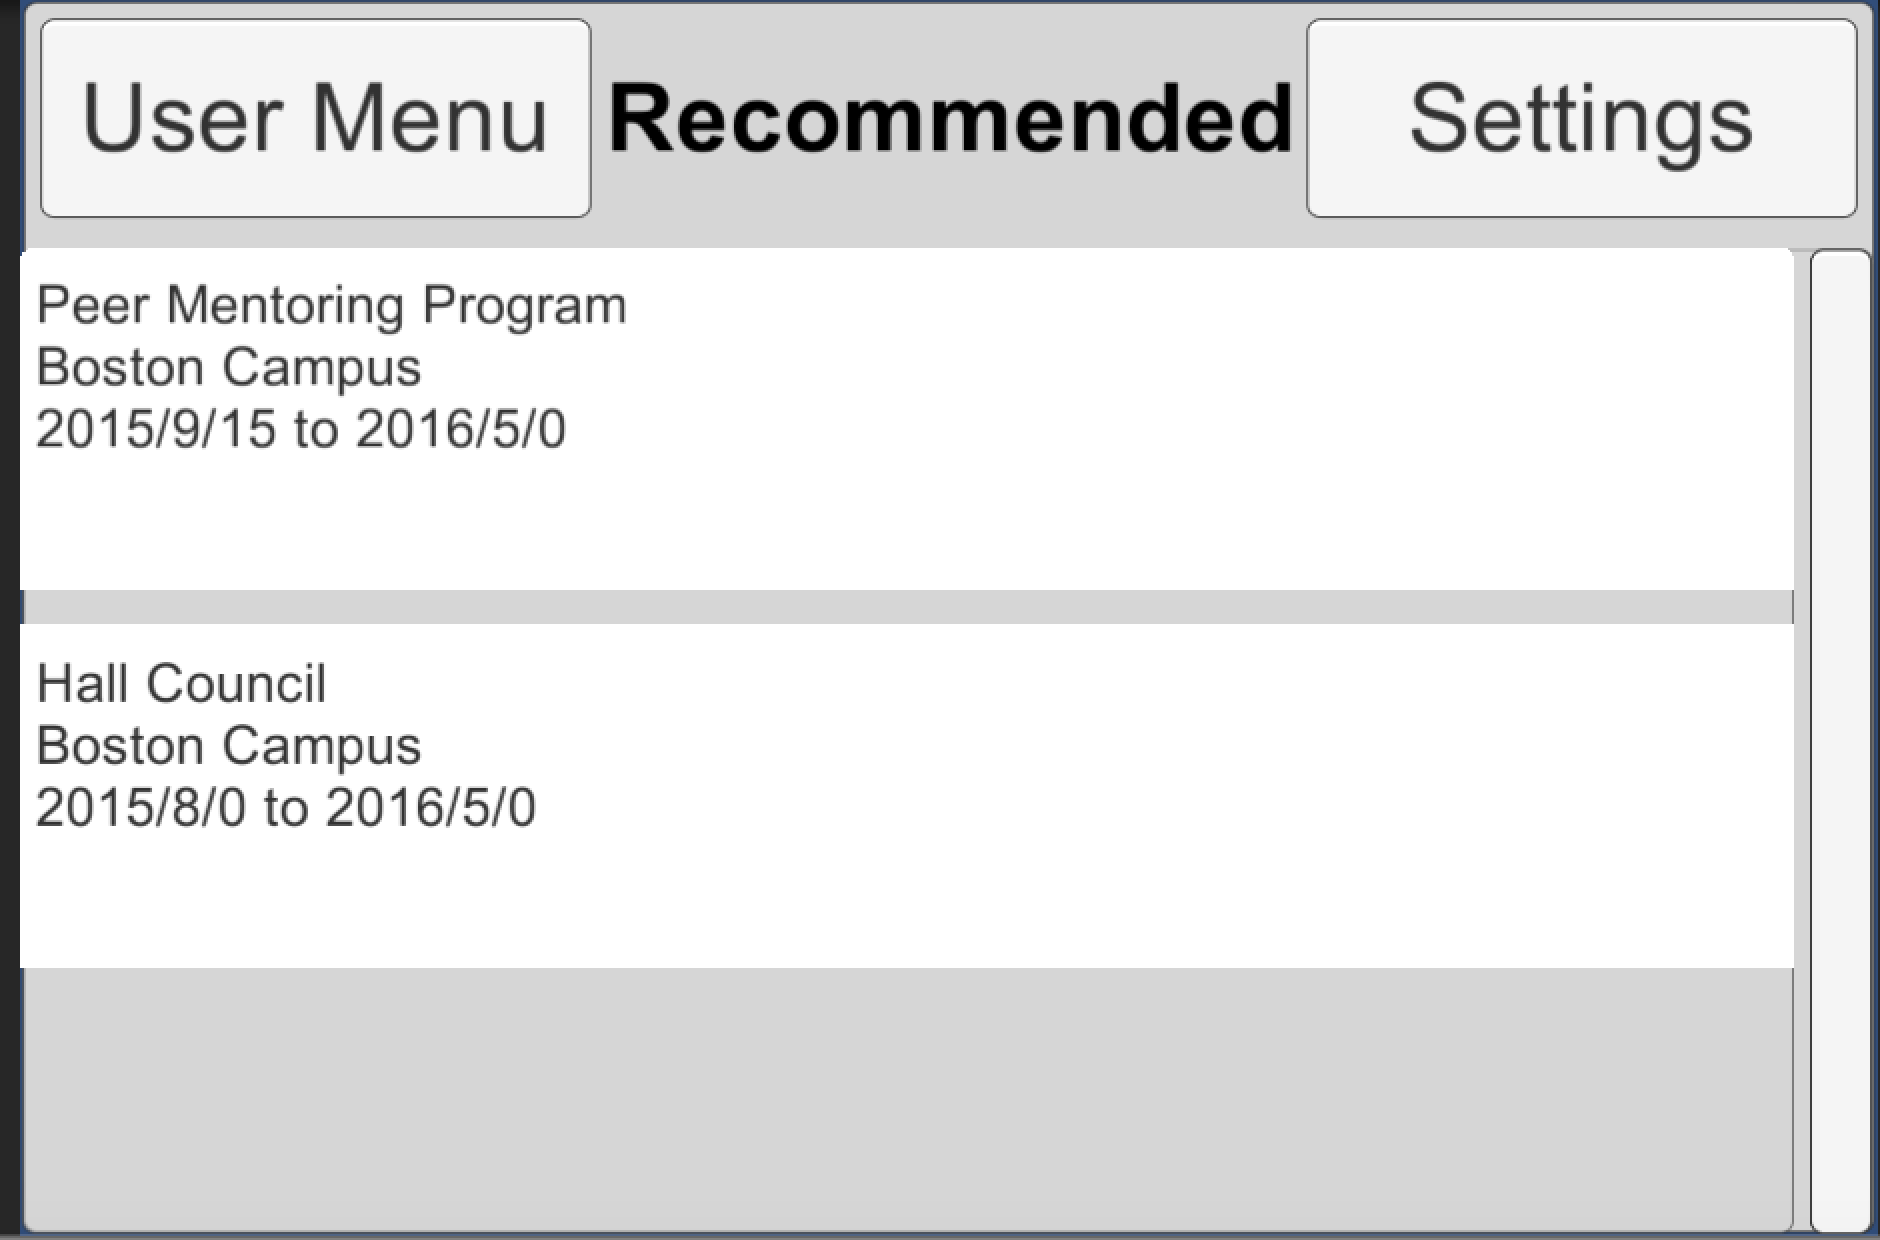 User Menu Recommended Settings
Peer Mentoring Program
Boston Campus
2015/9/15 to 2016/5/0
Hall Council
Boston Campus
2015/8/0 to 2016/5/0